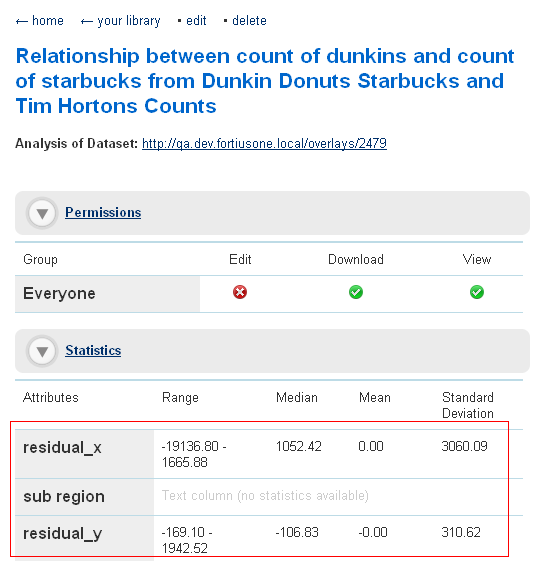 ← home ← your library • edit • delete
Relationship between count of dunkins and count
of starbucks from Dunkin Donuts Starbucks and
Tim Hortons Counts
Analysis of Dataset: http://qa.dev.fortiusone.local/overlays/2479
Permissions
Group Edit Download View
Everyone
Statistics
Attributes Range Median Mean Standard
Deviation
residual_x -19136.80 - 1052.42 0.00 3060.09
1665.88
sub region Text column (no statistics available)
residual_y -169.10 - -106.83 -0.00 310.62
1942.52